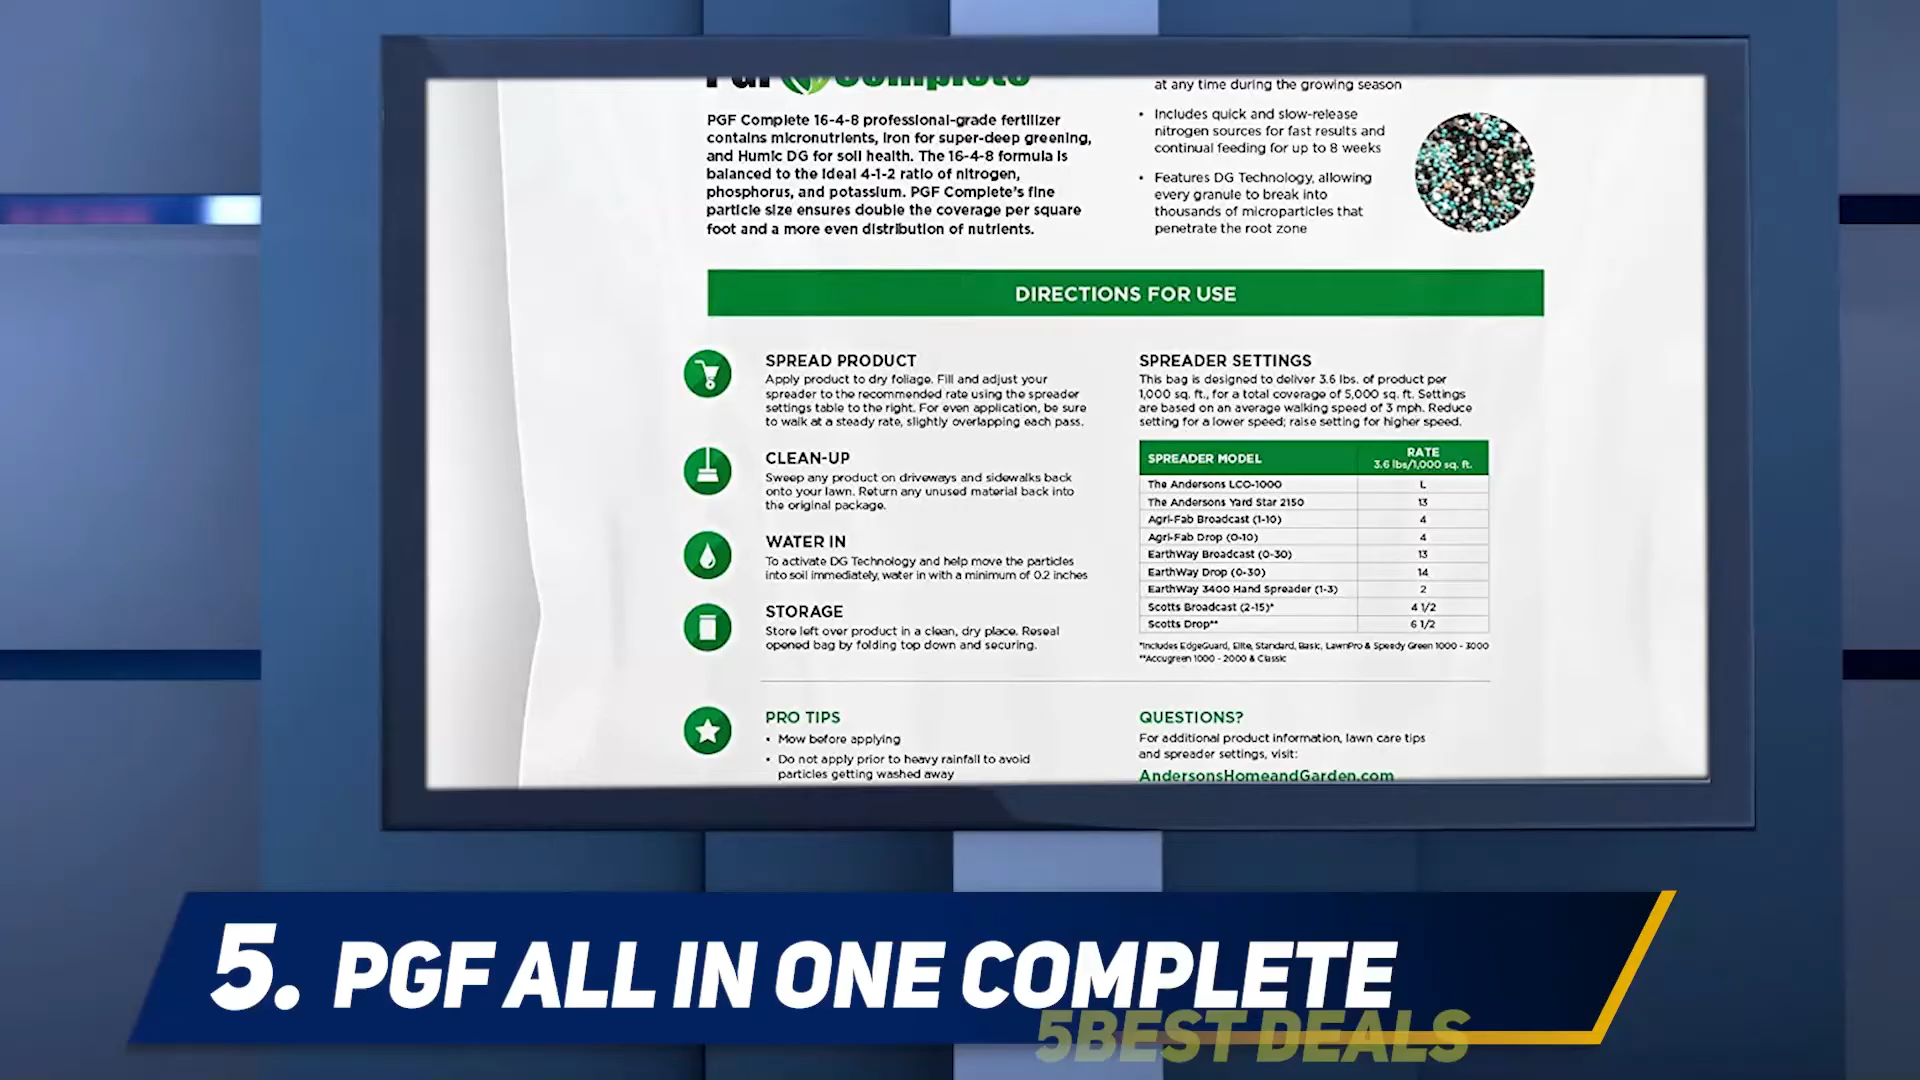 Complete
PGF Complete 16-4-8 professional-grade fertilizer
contains micronutrients, iron for super-deep greening,
and Humic DG for soil health. The 16-4-8 formula is
balanced to the ideal 4-1-2 ratio of nitrogen,
phosphorus, and potassium. PGF Complete's fine
particle size ensures double the coverage per square
foot and a more even distribution of nutrients.
at any time during the growing season
• Includes quick and slow-release
nitrogen sources for fast results and
continual feeding for up to 8 weeks
• Features DG Technology, allowing
every granule to break into
thousands of microparticles that
penetrate the root zone
DIRECTIONS FOR USE
SPREAD PRODUCT
Apply product to dry foliage. Fill and adjust your
spreader to the recommended rate using the spreader
settings table to the right. For even application, be sure
to walk at a steady rate, slightly overlapping each pass.
CLEAN-UP
Sweep any product on driveways and sidewalks back
onto your lawn. Return any unused material back into
the original package.
WATER IN
To activate DG Technology and help move the particles
into soil immediately, water in with a minimum of 0.2 inches
STORAGE
Store left over product in a clean, dry place. Reseal
opened bag by folding top down and securing.
SPREADER SETTINGS
This bag is designed to deliver 3.6 lbs. of product per
1,000 sq. ft., for a total coverage of 5,000 sq. ft. Settings
are based on an average walking speed of 3 mph. Reduce
setting for a lower speed; raise setting for higher speed.
SPREADER MODEL RATE
3.6 lbs/1,000 sq. ft.
The Andersons LCO-1000 L
The Andersons Yard Star 2150 13
Agri-Fab Broadcast (1-10) 4
Agri-Fab Drop (0-10) 4
EarthWay Broadcast (0-30) 13
EarthWay Drop (0-30) 14
EarthWay 3400 Hand Spreader (1-3) 2
Scotts Broadcast (2-15)* 4 1/2
Scotts Drop** 6 1/2
*Includes EdgeGuard, Elite, Standard, Basic, LawnPro & Speedy Green 1000 - 3000
**Accugreen 1000 - 2000 & Classic
PRO TIPS
• Mow before applying
• Do not apply prior to heavy rainfall to avoid
particles getting washed away
QUESTIONS?
For additional product information, lawn care tips
and spreader settings, visit:
AndersonsHomeandGarden.com
5. PGF ALL IN ONE COMPLETE
5BEST DEALS